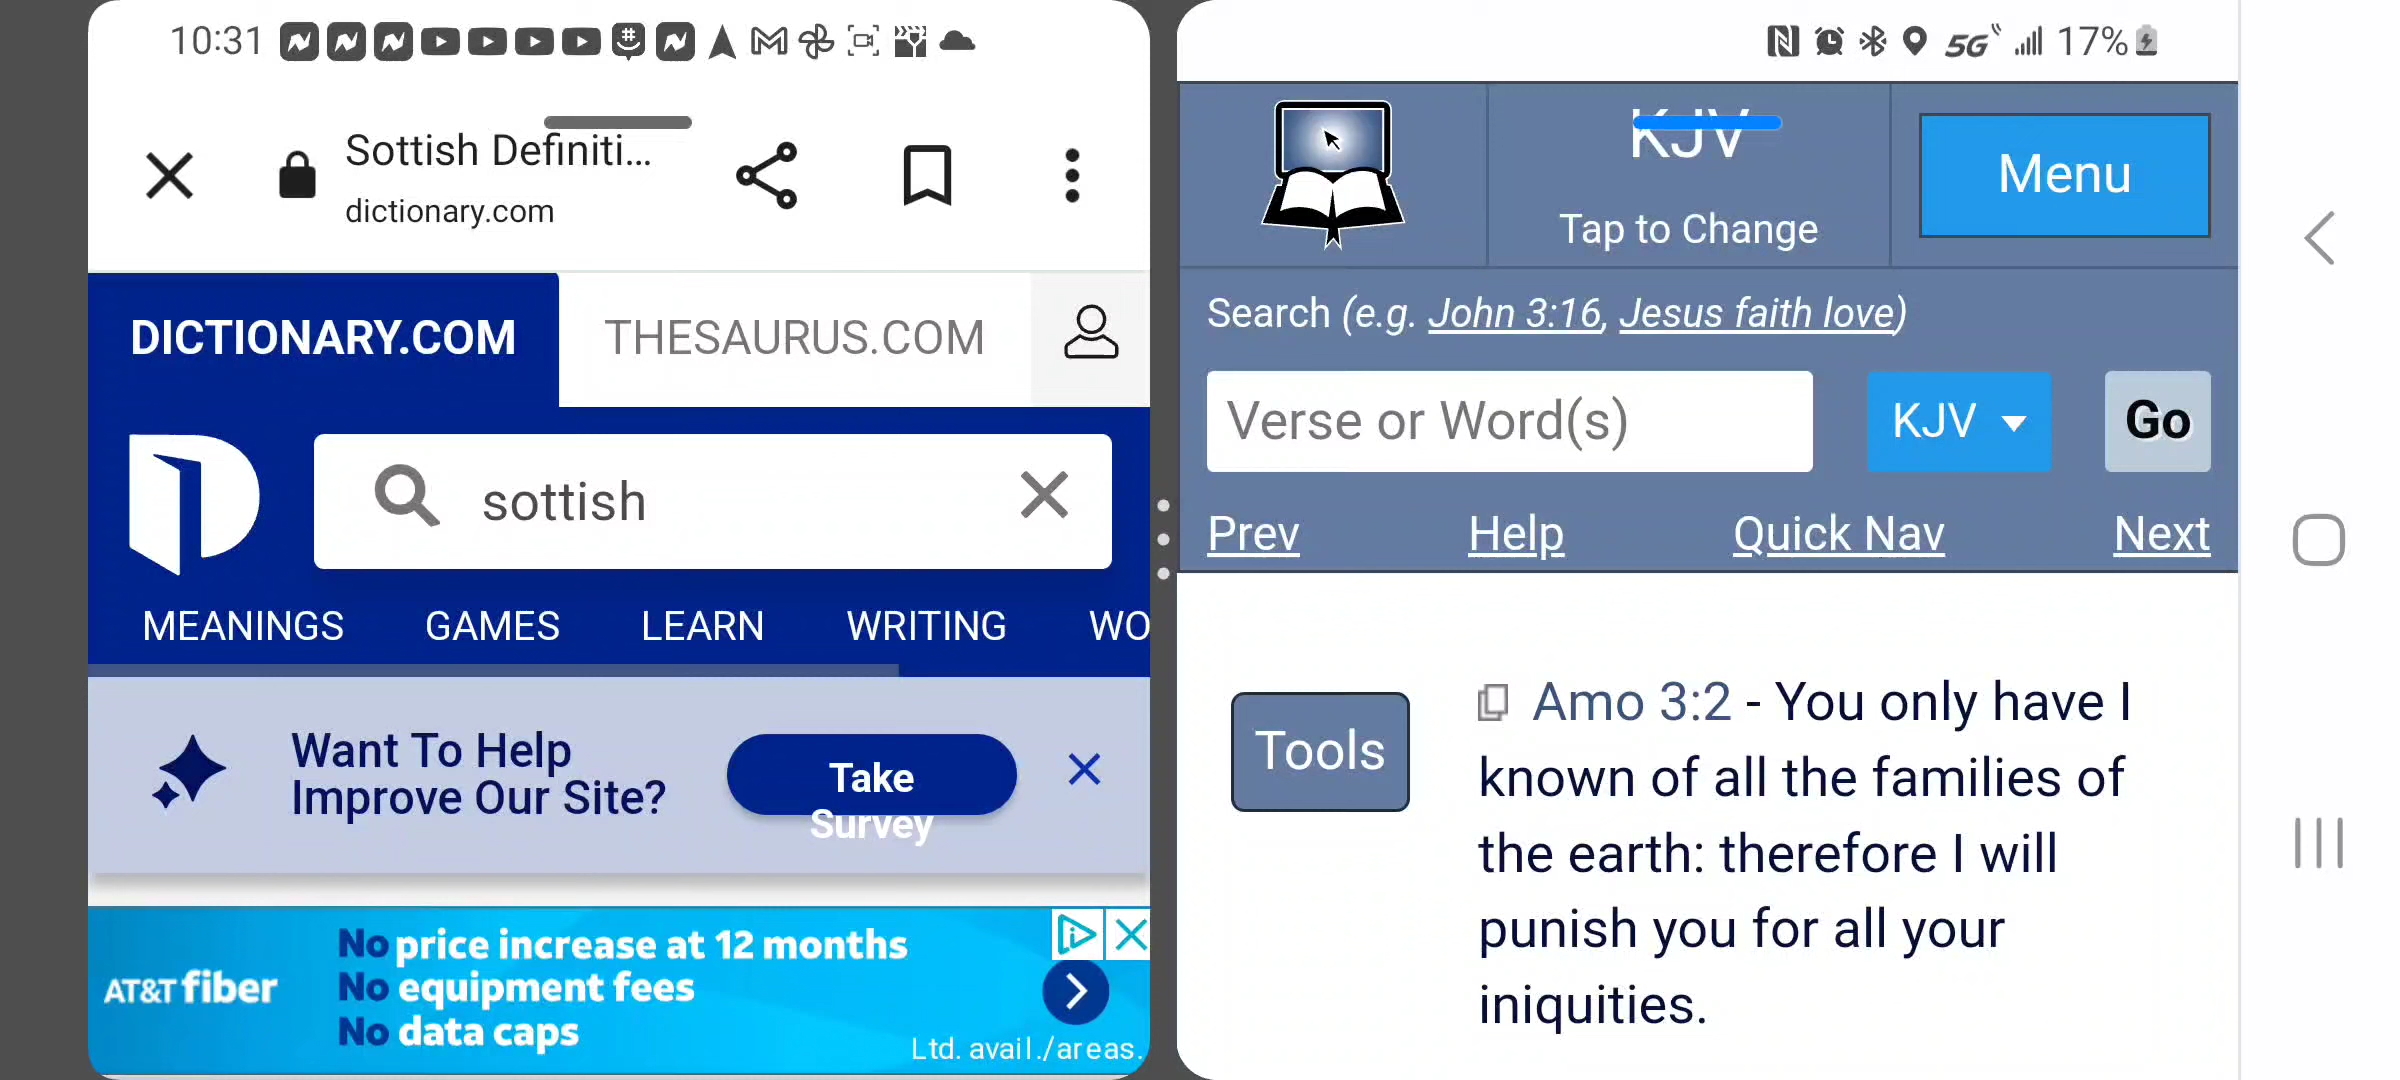 10:31
17%
5G
Sottish Definiti...
dictionary.com
DICTIONARY.COM
THESAURUS.COM
sottish
MEANINGS
GAMES
LEARN
WRITING
WO
Want To Help
Improve Our Site?
Take
Survey
AT&T fiber
No price increase at 12 months
No equipment fees
No data caps
Ltd. avail./areas.
KJV
Tap to Change
Menu
Search (e.g. John 3:16, Jesus faith love)
Verse or Word(s)
KJV
Go
Prev
Help
Quick Nav
Next
Tools
Amo 3:2 - You only have I
known of all the families of
the earth: therefore I will
punish you for all your
iniquities.